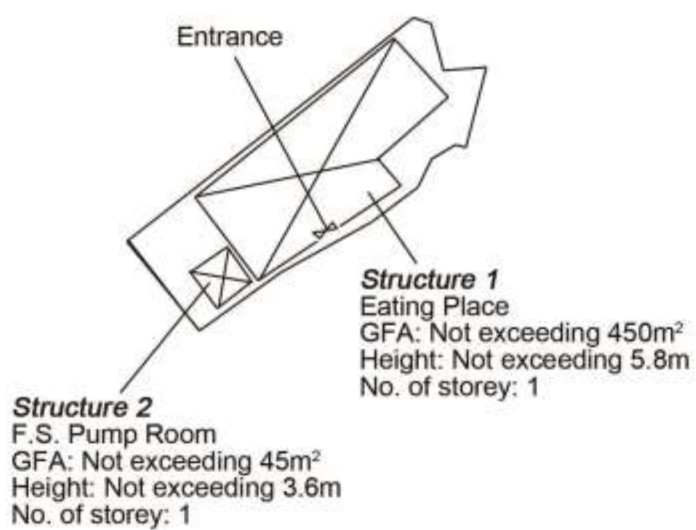 Entrance
Structure 1
Eating Place
GFA: Not exceeding 450m²
Height: Not exceeding 5.8m
No. of storey: 1
Structure 2
F.S. Pump Room
GFA: Not exceeding 45m²
Height: Not exceeding 3.6m
No. of storey: 1